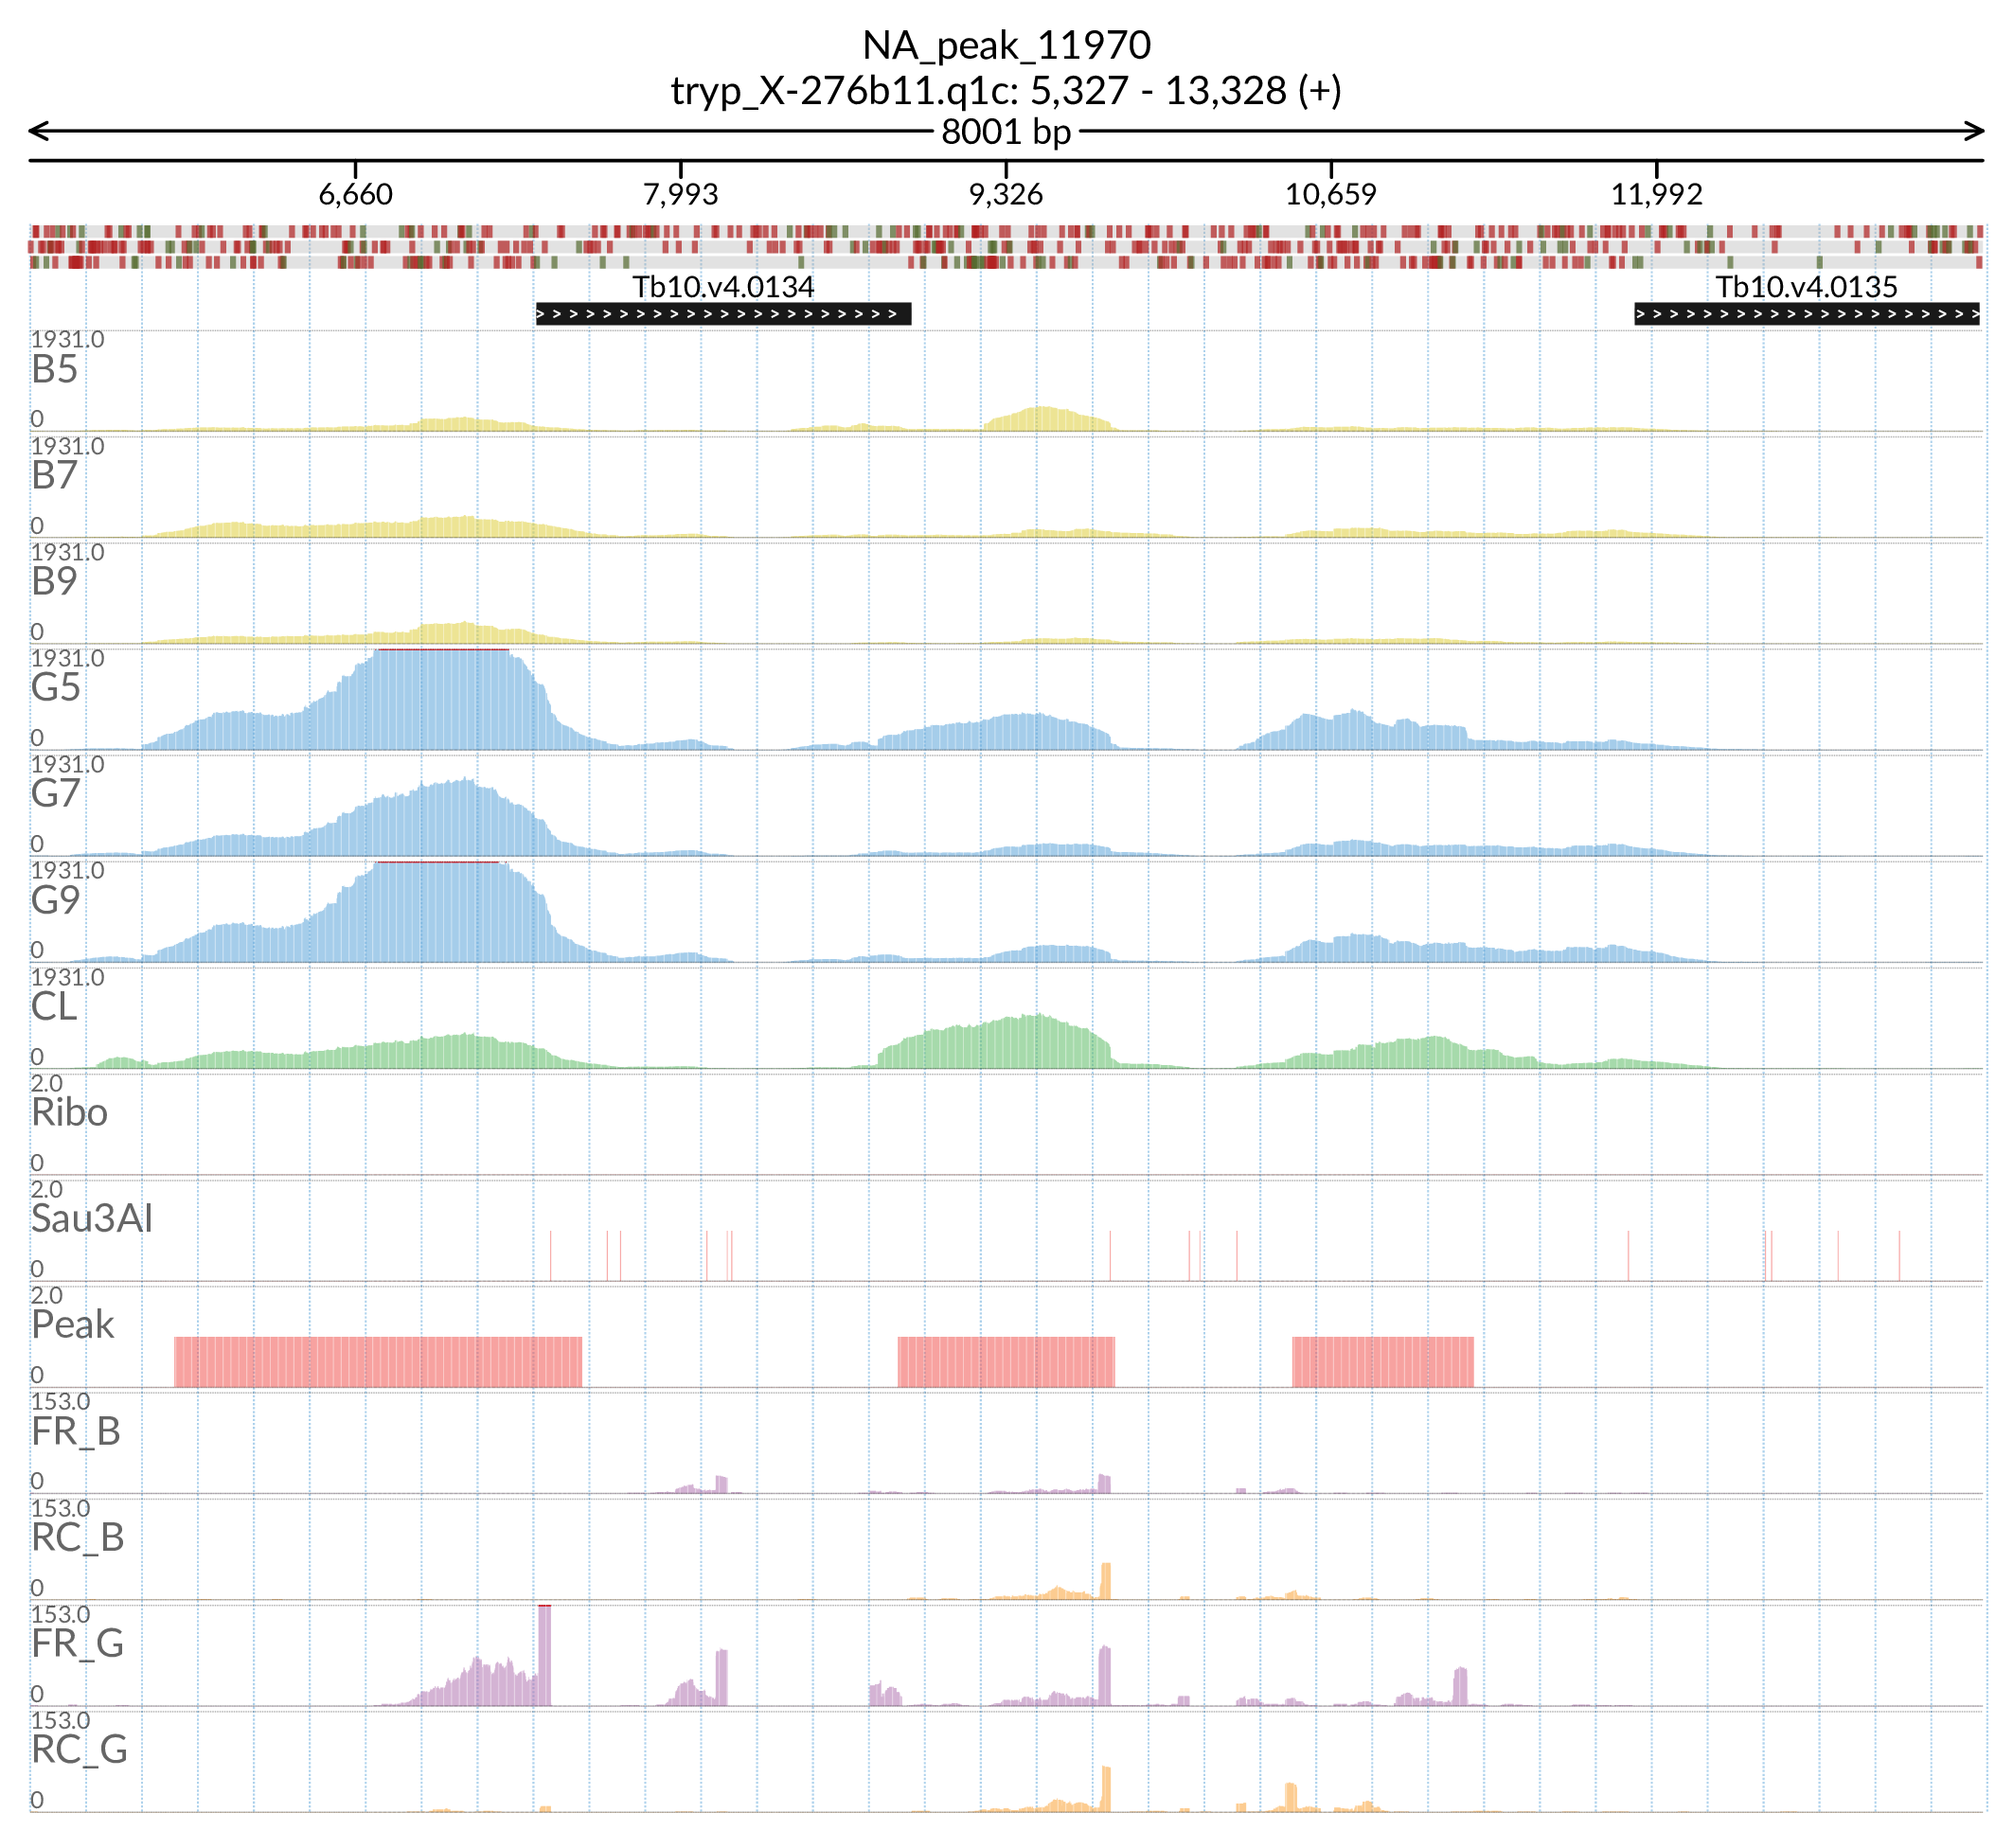 NA_peak_11970
tryp_X-276b11.q1c: 5,327 - 13,328 (+)
8001 bp
6,660 7,993 9,326 10,659 11,992
Tb10.v4.0134 Tb10.v4.0135
1931.0
B5
0
1931.0
B7
0
1931.0
B9
0
1931.0
G5
0
1931.0
G7
0
1931.0
G9
0
1931.0
CL
0
2.0
Ribo
0
2.0
Sau3AI
0
2.0
Peak
0
153.0
FR_B
0
153.0
RC_B
0
153.0
FR_G
0
153.0
RC_G
0